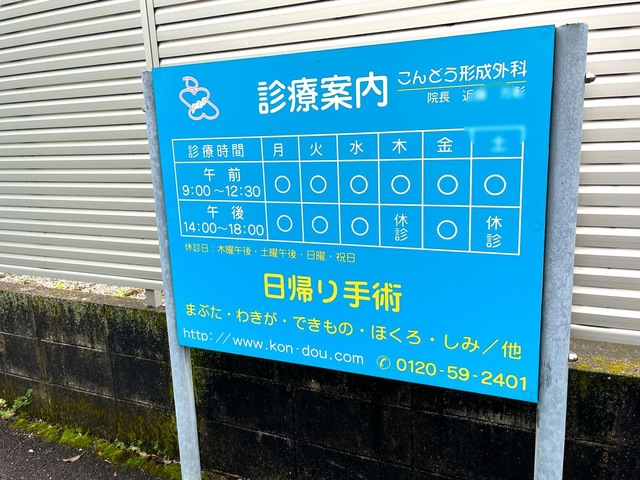 診療案内
こんどう形成外科
院長 近
診療時間 月 火 水 木 金 土
午前 9:00～12:30 ○ ○ ○ ○ ○ ○
午後 14:00～18:00 ○ ○ ○ 休診 ○ 休診
休診日：木曜午後・土曜午後・日曜・祝日
日帰り手術
まぶた・わきが・できもの・ほくろ・しみ／他
http://www.kon-dou.com ✆ 0120-59-2401